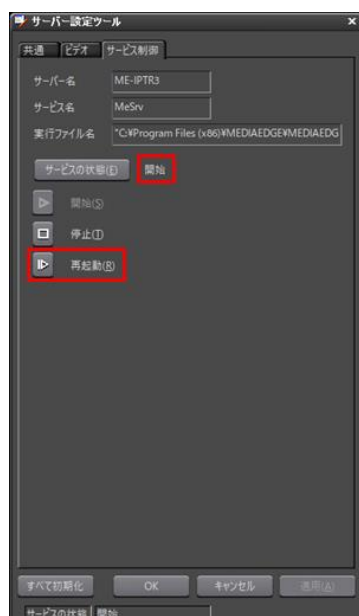 サーバー設定ツール
共通 ビデオ サービス制御
サーバー名 ME-IPTR3
サービス名 MeSrv
実行ファイル名 "C:¥Program Files (x86)¥MEDIAEDGE¥MEDIAEDG
サービスの状態(E) 開始
開始(S)
停止(T)
再起動(R)
すべて初期化 OK キャンセル 適用(A)
サービスの状態 開始